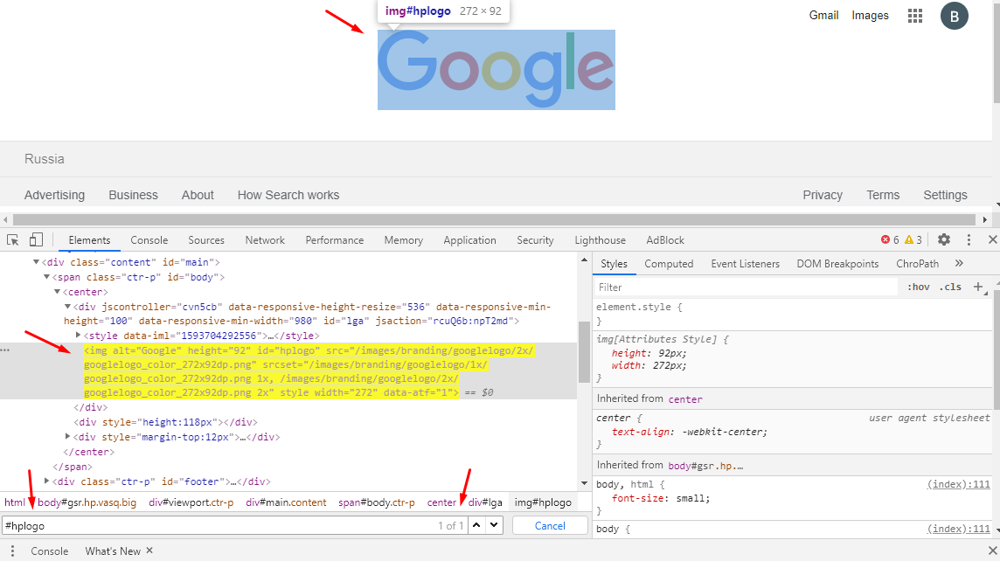 img#hplogo 272 × 92
Gmail Images B
Google
Russia
Advertising Business About How Search works Privacy Terms Settings
Elements Console Sources Network Performance Memory Application Security Lighthouse AdBlock 6 3
<div class="content" id="main">
<span class="ctr-p" id="body">
<center>
<div jscontroller="cvn5cb" data-responsive-height-resize="536" data-responsive-min-
height="100" data-responsive-min-width="980" id="lga" jsaction="rcuQ6b:npT2md">
<style data-iml="1593704292556">…</style>
<img alt="Google" height="92" id="hplogo" src="/images/branding/googlelogo/2x/
googlelogo_color_272x92dp.png" srcset="/images/branding/googlelogo/1x/
googlelogo_color_272x92dp.png 1x, /images/branding/googlelogo/2x/
googlelogo_color_272x92dp.png 2x" style width="272" data-atf="1"> == $0
</div>
<div style="height:118px"></div>
<div style="margin-top:12px">…</div>
</center>
</span>
<div class="ctr-p" id="footer">…</div>
html body#gsr.hp.vasq.big div#viewport.ctr-p div#main.content span#body.ctr-p center div#lga img#hplogo
#hplogo 1 of 1 Cancel
Styles Computed Event Listeners DOM Breakpoints ChroPath »
Filter :hov .cls +
element.style {
}
img[Attributes Style] {
height: 92px;
width: 272px;
}
Inherited from center
center { user agent stylesheet
text-align: -webkit-center;
}
Inherited from body#gsr.hp.…
body, html { (index):111
font-size: small;
}
body { (index):111
Console What's New